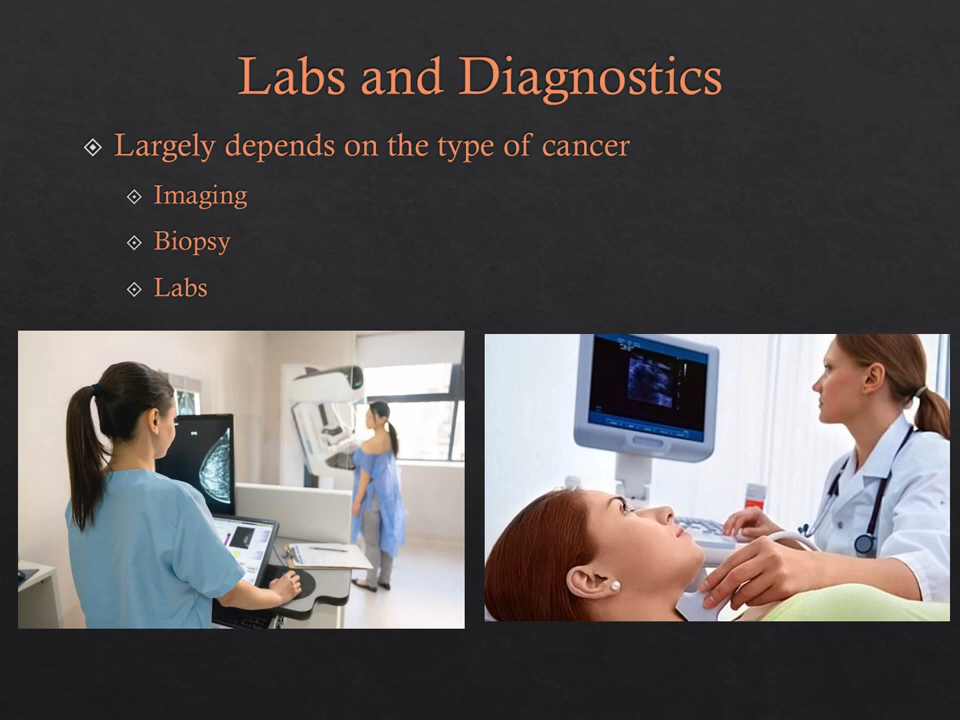 Labs and Diagnostics
Largely depends on the type of cancer
Imaging
Biopsy
Labs